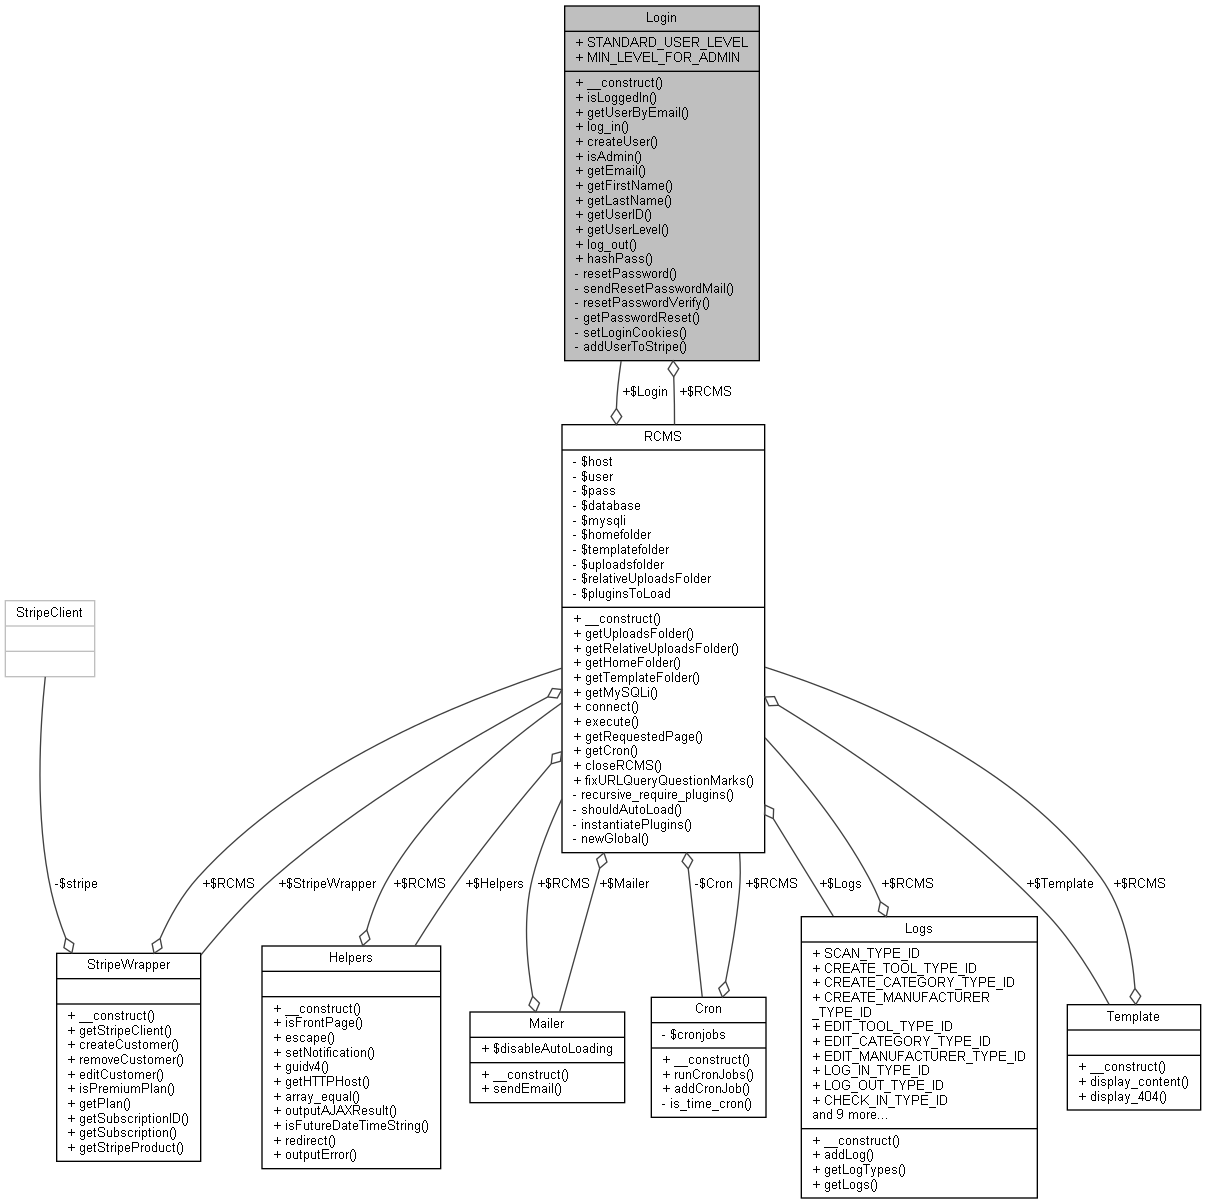 Login
+ STANDARD_USER_LEVEL
+ MIN_LEVEL_FOR_ADMIN
+ __construct()
+ isLoggedIn()
+ getUserByEmail()
+ log_in()
+ createUser()
+ isAdmin()
+ getEmail()
+ getFirstName()
+ getLastName()
+ getUserID()
+ getUserLevel()
+ log_out()
+ hashPass()
- resetPassword()
- sendResetPasswordMail()
- resetPasswordVerify()
- getPasswordReset()
- setLoginCookies()
- addUserToStripe()
+$Login
+$RCMS
RCMS
- $host
- $user
- $pass
- $database
- $mysqli
- $homefolder
- $templatefolder
- $uploadsfolder
- $relativeUploadsFolder
- $pluginsToLoad
+ __construct()
+ getUploadsFolder()
+ getRelativeUploadsFolder()
+ getHomeFolder()
+ getTemplateFolder()
+ getMySQLi()
+ connect()
+ execute()
+ getRequestedPage()
+ getCron()
+ closeRCMS()
+ fixURLQueryQuestionMarks()
- recursive_require_plugins()
- shouldAutoLoad()
- instantiatePlugins()
- newGlobal()
StripeClient
-$stripe
+$RCMS
+$StripeWrapper
+$RCMS
+$Helpers
+$RCMS
+$Mailer
-$Cron
+$RCMS
+$Logs
+$RCMS
+$Template
+$RCMS
StripeWrapper
+ __construct()
+ getStripeClient()
+ createCustomer()
+ removeCustomer()
+ editCustomer()
+ isPremiumPlan()
+ getPlan()
+ getSubscriptionID()
+ getSubscription()
+ getStripeProduct()
Helpers
+ __construct()
+ isFrontPage()
+ escape()
+ setNotification()
+ guidv4()
+ getHTTPHost()
+ array_equal()
+ outputAJAXResult()
+ isFutureDateTimeString()
+ redirect()
+ outputError()
Mailer
+ $disableAutoLoading
+ __construct()
+ sendEmail()
Cron
- $cronjobs
+ __construct()
+ runCronJobs()
+ addCronJob()
- is_time_cron()
Logs
+ SCAN_TYPE_ID
+ CREATE_TOOL_TYPE_ID
+ CREATE_CATEGORY_TYPE_ID
+ CREATE_MANUFACTURER
_TYPE_ID
+ EDIT_TOOL_TYPE_ID
+ EDIT_CATEGORY_TYPE_ID
+ EDIT_MANUFACTURER_TYPE_ID
+ LOG_IN_TYPE_ID
+ LOG_OUT_TYPE_ID
+ CHECK_IN_TYPE_ID
and 9 more...
+ __construct()
+ addLog()
+ getLogTypes()
+ getLogs()
Template
+ __construct()
+ display_content()
+ display_404()